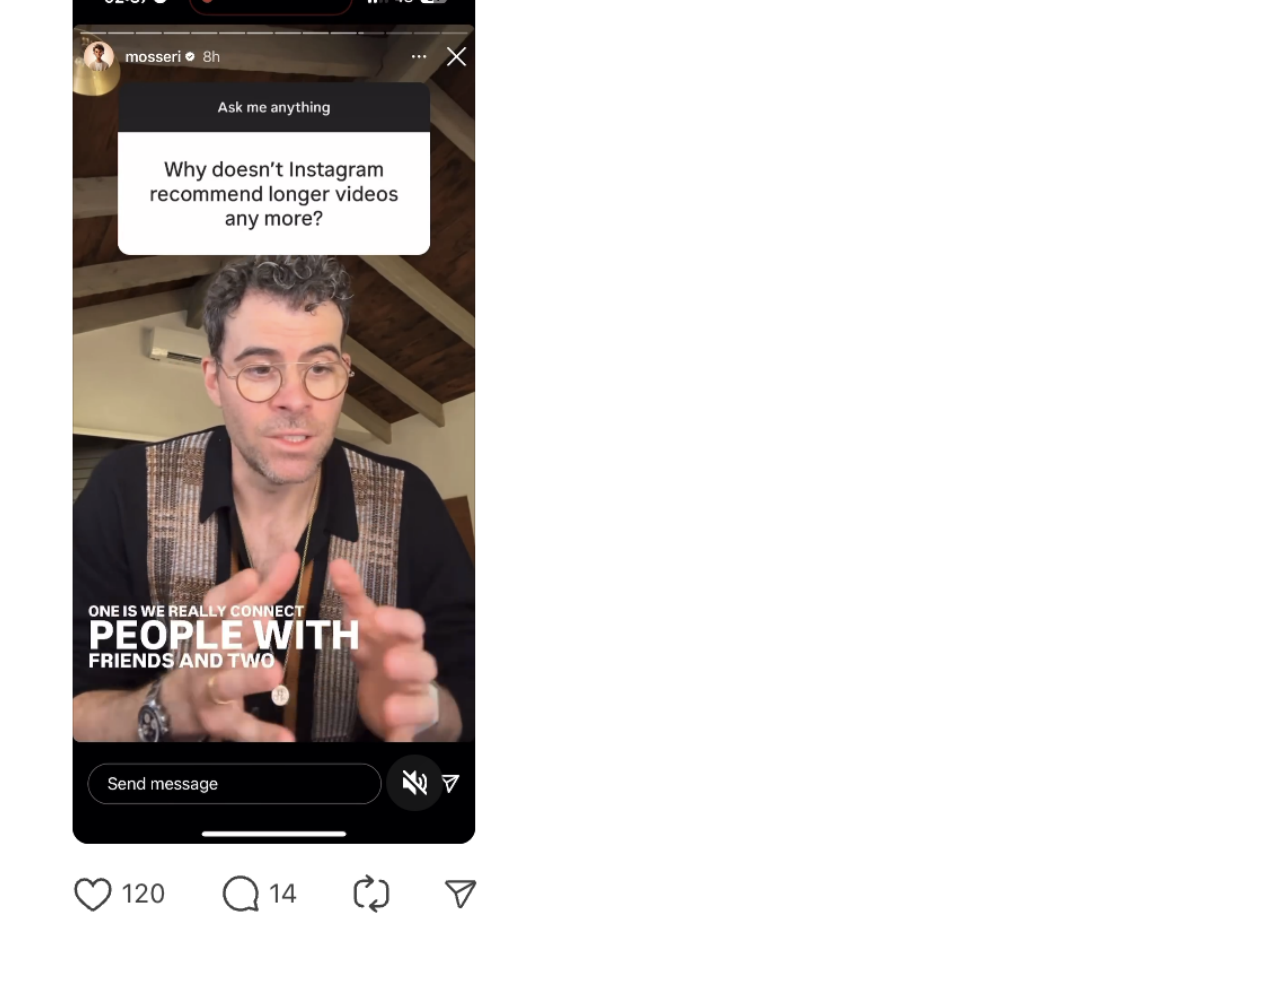 mosseri 8h
Ask me anything
Why doesn't Instagram
recommend longer videos
any more?
ONE IS WE REALLY CONNECT
PEOPLE WITH
FRIENDS AND TWO
Send message
120 14